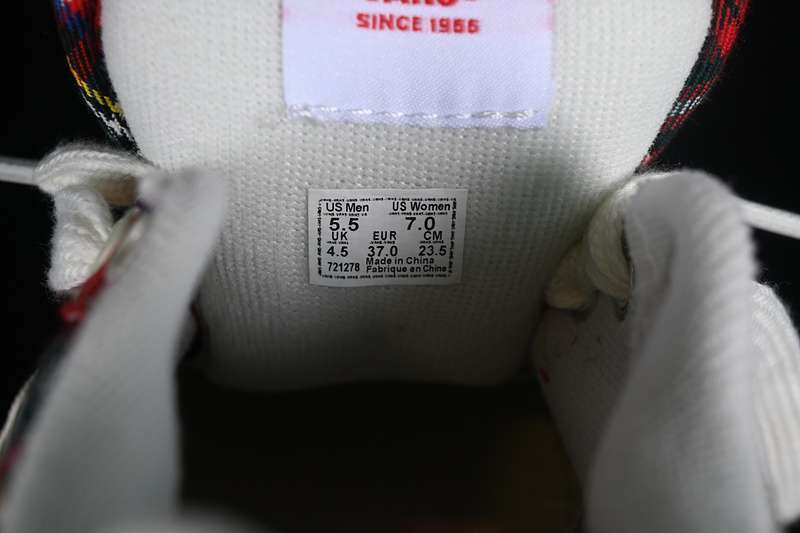 SINCE 1966
US Men US Women
5.5 7.0
UK EUR CM
4.5 37.0 23.5
721278 Made in China
Fabrique en Chine